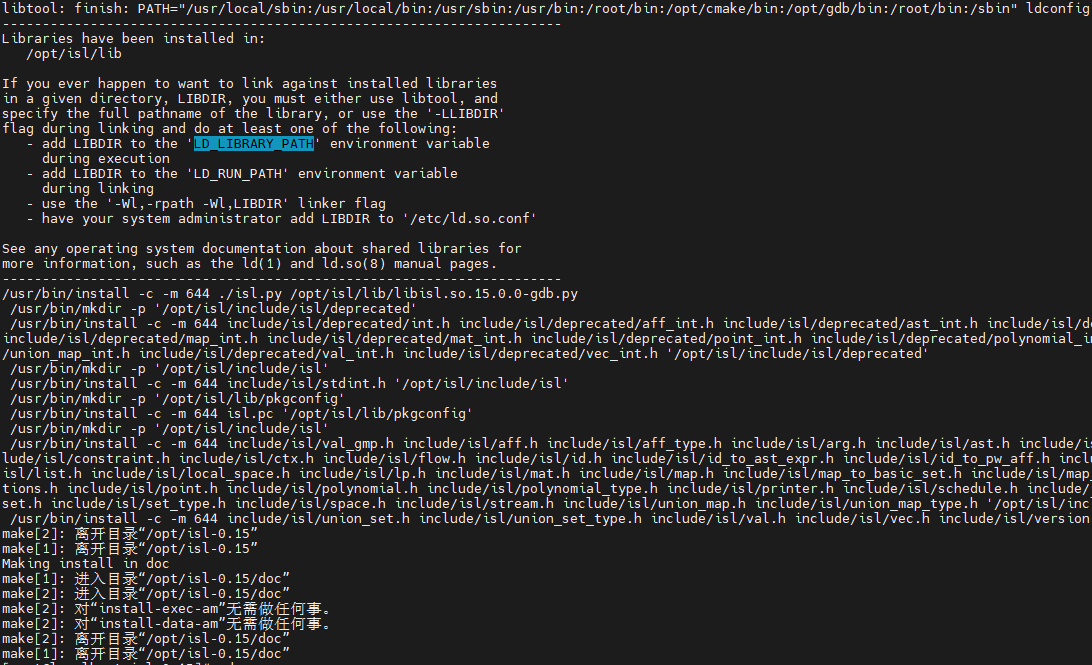 libtool: finish: PATH="/usr/local/sbin:/usr/local/bin:/usr/sbin:/usr/bin:/root/bin:/opt/cmake/bin:/opt/gdb/bin:/root/bin:/sbin" ldconfig
----------------------------------------------------------------------
Libraries have been installed in:
   /opt/isl/lib

If you ever happen to want to link against installed libraries
in a given directory, LIBDIR, you must either use libtool, and
specify the full pathname of the library, or use the '-LLIBDIR'
flag during linking and do at least one of the following:
   - add LIBDIR to the 'LD_LIBRARY_PATH' environment variable
     during execution
   - add LIBDIR to the 'LD_RUN_PATH' environment variable
     during linking
   - use the '-Wl,-rpath -Wl,LIBDIR' linker flag
   - have your system administrator add LIBDIR to '/etc/ld.so.conf'

See any operating system documentation about shared libraries for
more information, such as the ld(1) and ld.so(8) manual pages.
----------------------------------------------------------------------
/usr/bin/install -c -m 644 ./isl.py /opt/isl/lib/libisl.so.15.0.0-gdb.py
 /usr/bin/mkdir -p '/opt/isl/include/isl/deprecated'
 /usr/bin/install -c -m 644 include/isl/deprecated/int.h include/isl/deprecated/aff_int.h include/isl/deprecated/ast_int.h include/isl/de
include/isl/deprecated/map_int.h include/isl/deprecated/mat_int.h include/isl/deprecated/point_int.h include/isl/deprecated/polynomial_in
/union_map_int.h include/isl/deprecated/val_int.h include/isl/deprecated/vec_int.h '/opt/isl/include/isl/deprecated'
 /usr/bin/mkdir -p '/opt/isl/include/isl'
 /usr/bin/install -c -m 644 include/isl/stdint.h '/opt/isl/include/isl'
 /usr/bin/mkdir -p '/opt/isl/lib/pkgconfig'
 /usr/bin/install -c -m 644 isl.pc '/opt/isl/lib/pkgconfig'
 /usr/bin/mkdir -p '/opt/isl/include/isl'
 /usr/bin/install -c -m 644 include/isl/val_gmp.h include/isl/aff.h include/isl/aff_type.h include/isl/arg.h include/isl/ast.h include/is
lude/isl/constraint.h include/isl/ctx.h include/isl/flow.h include/isl/id.h include/isl/id_to_ast_expr.h include/isl/id_to_pw_aff.h incl
isl/list.h include/isl/local_space.h include/isl/lp.h include/isl/mat.h include/isl/map.h include/isl/map_to_basic_set.h include/isl/map_
tions.h include/isl/point.h include/isl/polynomial.h include/isl/polynomial_type.h include/isl/printer.h include/isl/schedule.h include/
set.h include/isl/set_type.h include/isl/space.h include/isl/stream.h include/isl/union_map.h include/isl/union_map_type.h '/opt/isl/inc
 /usr/bin/install -c -m 644 include/isl/union_set.h include/isl/union_set_type.h include/isl/val.h include/isl/vec.h include/isl/version
make[2]: 离开目录“/opt/isl-0.15”
make[1]: 离开目录“/opt/isl-0.15”
Making install in doc
make[1]: 进入目录“/opt/isl-0.15/doc”
make[2]: 进入目录“/opt/isl-0.15/doc”
make[2]: 对“install-exec-am”无需做任何事。
make[2]: 对“install-data-am”无需做任何事。
make[2]: 离开目录“/opt/isl-0.15/doc”
make[1]: 离开目录“/opt/isl-0.15/doc”